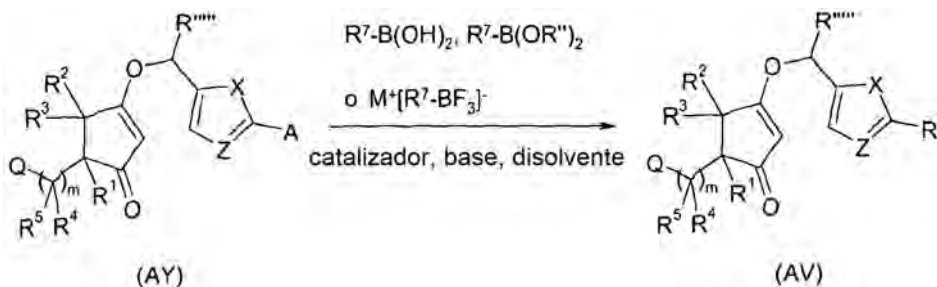 R'''''
R⁷-B(OH)₂, R⁷-B(OR'')₂
R'''''
R² O X
o M⁺[R⁷-BF₃]⁻
R² O X
R³ Z A
R³ Z R
catalizador, base, disolvente
Q ( )m R¹ O
R⁵ R⁴
Q ( )m R¹ O
R⁵ R⁴
(AY)
(AV)